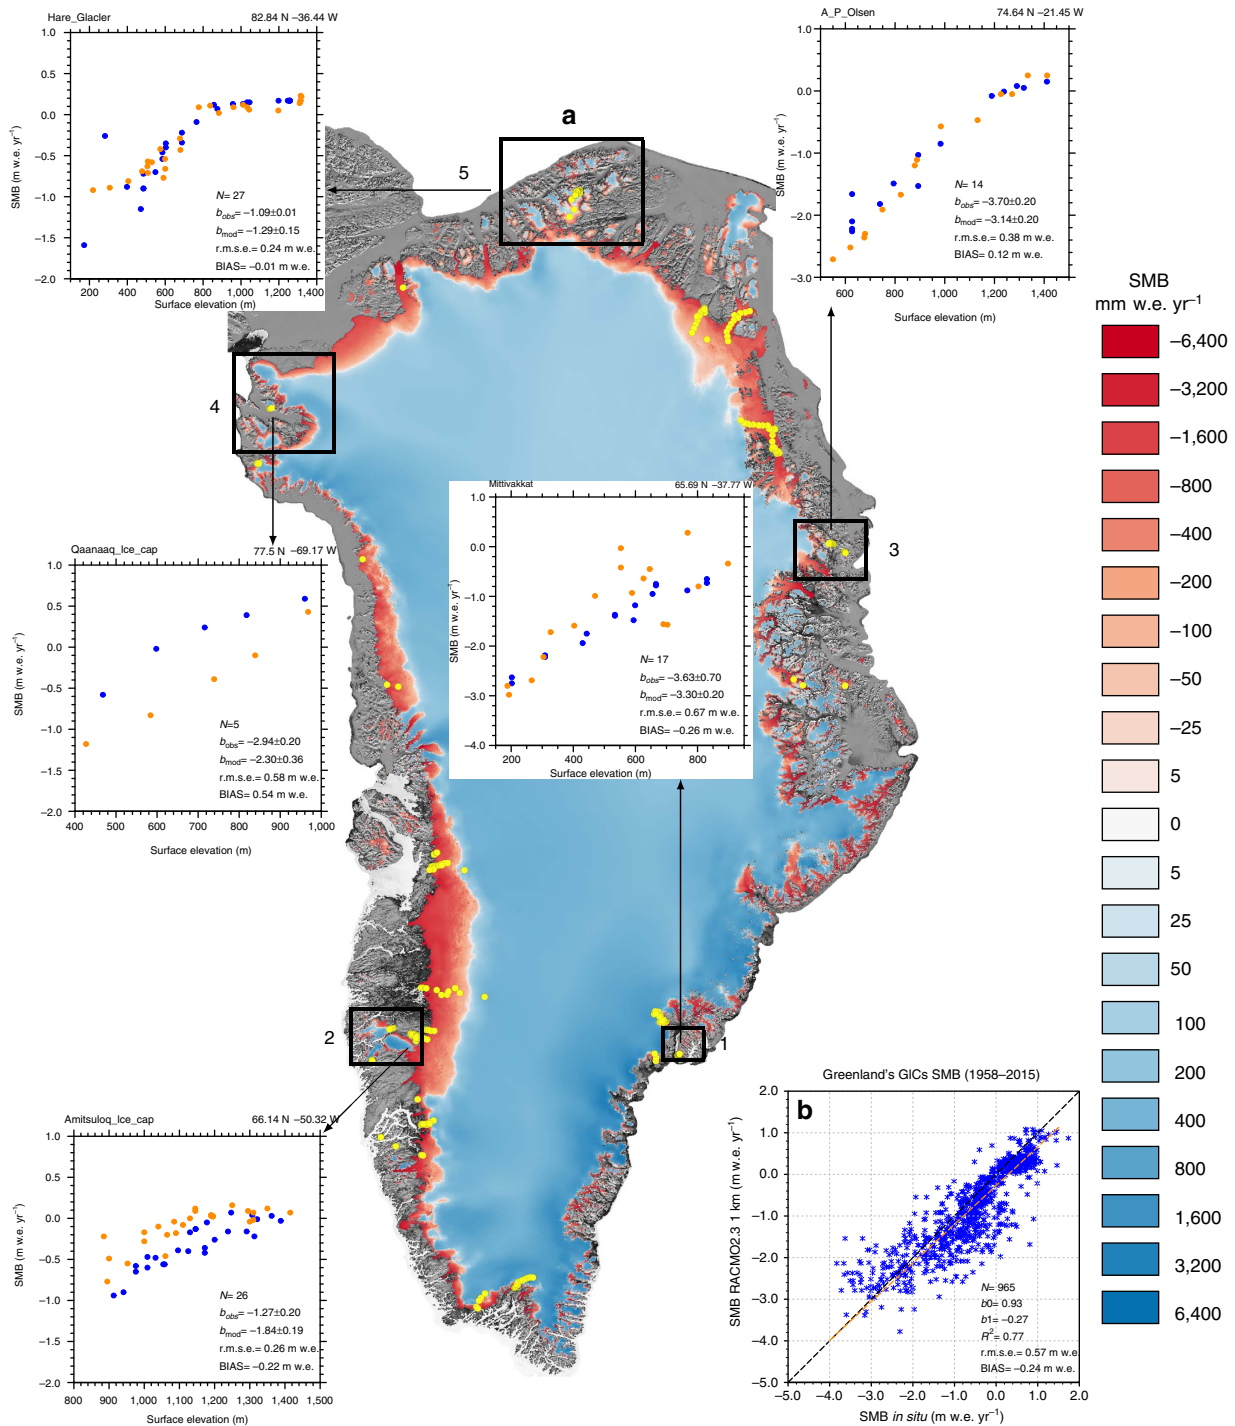 Hare_Glacier 82.84 N −36.44 W
1.0
0.5
0.0
−0.5
−1.0
−1.5
−2.0
SMB (m w.e. yr⁻¹)
N= 27
b_obs= −1.09±0.01
b_mod= −1.29±0.15
r.m.s.e.= 0.24 m w.e.
BIAS= −0.01 m w.e.
200 400 600 800 1,000 1,200 1,400
Surface elevation (m)
a
5
A_P_Olsen 74.64 N −21.45 W
1.0
0.0
−1.0
−2.0
−3.0
SMB (m w.e. yr⁻¹)
N= 14
b_obs= −3.70±0.20
b_mod= −3.14±0.20
r.m.s.e.= 0.38 m w.e.
BIAS= 0.12 m w.e.
600 800 1,000 1,200 1,400
Surface elevation (m)
4
3
Qaanaaq_Ice_cap 77.5 N −69.17 W
1.0
0.5
0.0
−0.5
−1.0
−1.5
−2.0
SMB (m w.e. yr⁻¹)
N=5
b_obs= −2.94±0.20
b_mod= −2.30±0.36
r.m.s.e.= 0.58 m w.e.
BIAS= 0.54 m w.e.
400 500 600 700 800 900 1,000
Surface elevation (m)
Mittivakkat 65.69 N −37.77 W
1.0
0.0
−1.0
−2.0
−3.0
−4.0
SMB (m w.e. yr⁻¹)
N= 17
b_obs= −3.63±0.70
b_mod= −3.30±0.20
r.m.s.e.= 0.67 m w.e.
BIAS= −0.26 m w.e.
200 400 600 800
Surface elevation (m)
2
1
Amitsuloq_Ice_cap 66.14 N −50.32 W
1.0
0.5
0.0
−0.5
−1.0
−1.5
−2.0
SMB (m w.e. yr⁻¹)
N= 26
b_obs= −1.27±0.20
b_mod= −1.84±0.19
r.m.s.e.= 0.26 m w.e.
BIAS= −0.22 m w.e.
800 900 1,000 1,100 1,200 1,300 1,400 1,500
Surface elevation (m)
Greenland's GICs SMB (1958–2015)
b
2.0
1.0
0.0
−1.0
−2.0
−3.0
−4.0
−5.0
SMB RACMO2.3 1 km (m w.e. yr⁻¹)
N= 965
b0= 0.93
b1= −0.27
R²= 0.77
r.m.s.e.= 0.57 m w.e.
BIAS= −0.24 m w.e.
−5.0 −4.0 −3.0 −2.0 −1.0 0.0 1.0 2.0
SMB in situ (m w.e. yr⁻¹)
SMB
mm w.e. yr⁻¹
−6,400
−3,200
−1,600
−800
−400
−200
−100
−50
−25
5
0
5
25
50
100
200
400
800
1,600
3,200
6,400